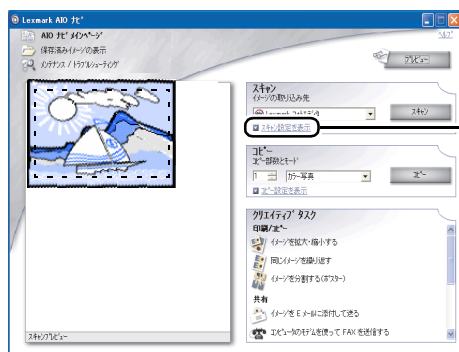 Lexmark AIO ナビ
ヘルプ
AIO ナビ メインページ
保存済みイメージの表示
メンテナンス / トラブルシューティング
プレビュー
スキャン
イメージの取り込み先
スキャン
スキャン設定を表示
コピー
コピー部数とモード
1 カラー写真
コピー
コピー設定を表示
クリエイティブ タスク
印刷/コピー
イメージを拡大・縮小する
同じイメージを繰り返す
イメージを分割する(ポスター)
共有
イメージを E メールに添付して送る
コンピュータのモデムを使って FAX を送信する
スキャンプレビュー